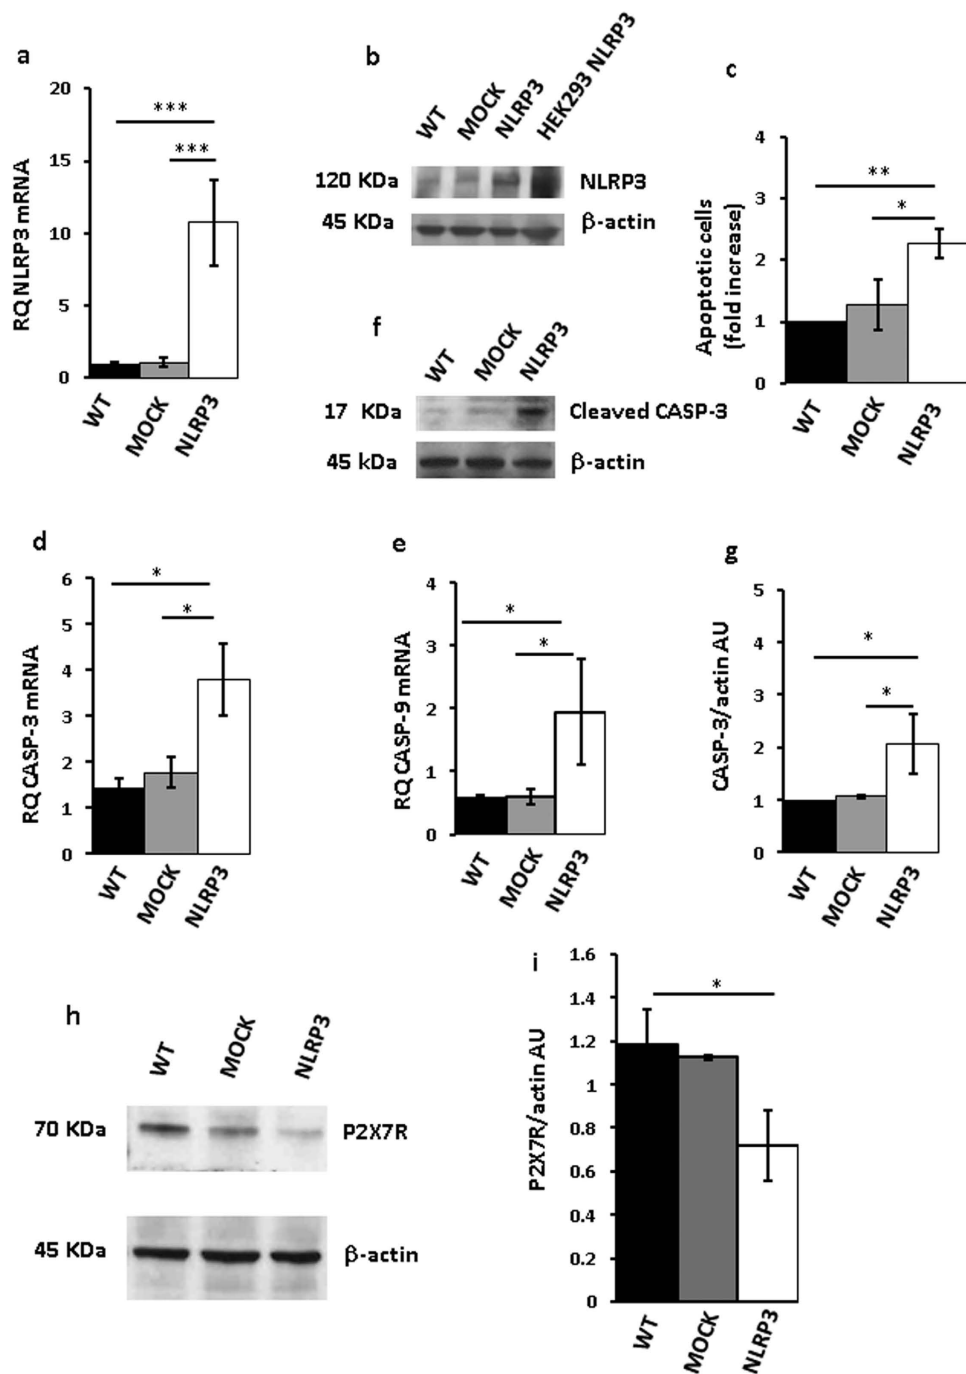 a
RQ NLRP3 mRNA
20
15
10
5
0
***
***
WT
MOCK
NLRP3
b
WT
MOCK
NLRP3
HEK293 NLRP3
120 KDa
NLRP3
45 KDa
β-actin
c
Apoptotic cells
(fold increase)
4
3
2
1
0
**
*
WT
MOCK
NLRP3
f
WT
MOCK
NLRP3
17 KDa
Cleaved CASP-3
45 kDa
β-actin
d
RQ CASP-3 mRNA
6
5
4
3
2
1
0
*
*
WT
MOCK
NLRP3
e
RQ CASP-9 mRNA
4
3
2
1
0
*
*
WT
MOCK
NLRP3
g
CASP-3/actin AU
5
4
3
2
1
0
*
*
WT
MOCK
NLRP3
h
WT
MOCK
NLRP3
70 KDa
P2X7R
45 KDa
β-actin
i
P2X7R/actin AU
1.6
1.4
1.2
1
0.8
0.6
0.4
0.2
0
*
WT
MOCK
NLRP3